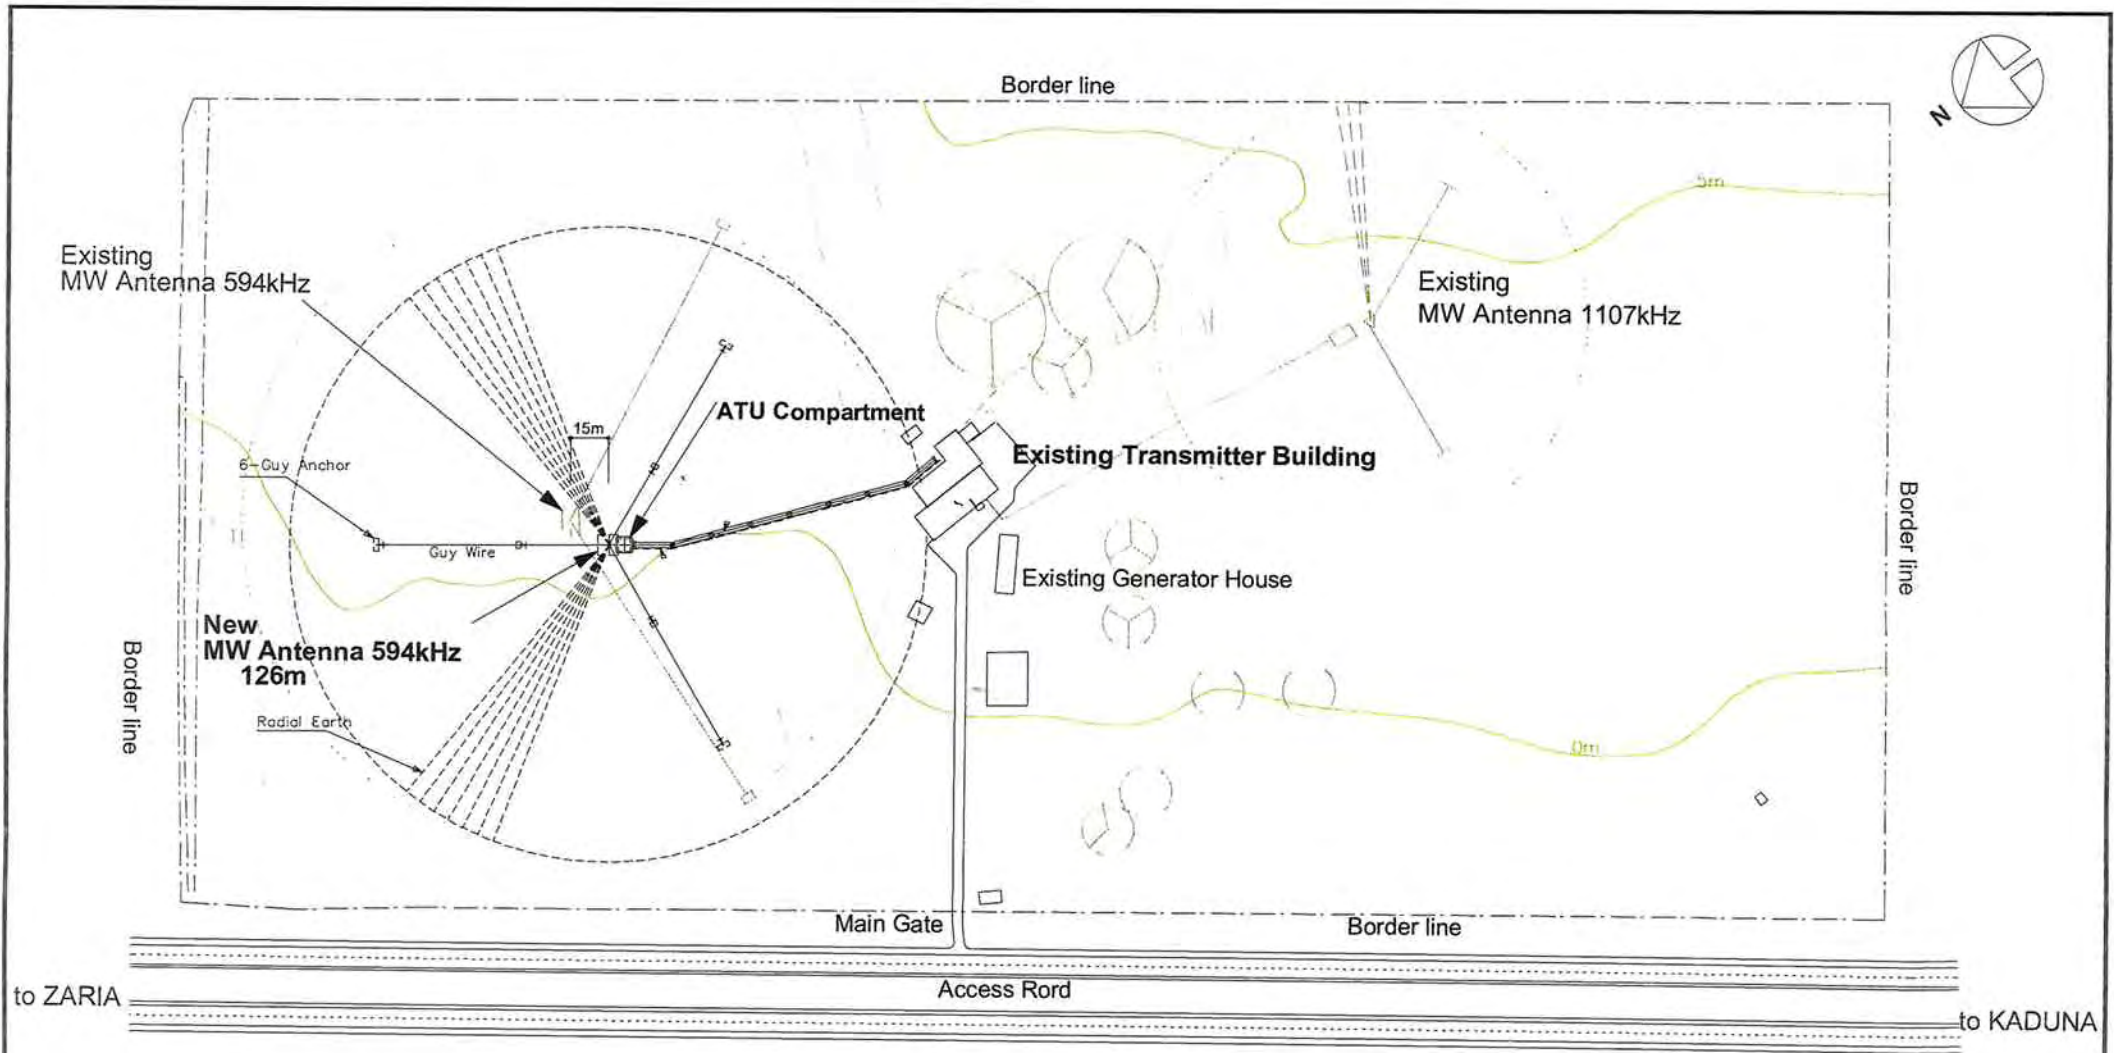 Border line
N
5m
Existing
MW Antenna 594kHz
Existing
MW Antenna 1107kHz
ATU Compartment
15m
Existing Transmitter Building
6-Guy Anchor
Guy Wire
Existing Generator House
Border line
New
MW Antenna 594kHz
126m
Border line
Radial Earth
0m
Main Gate
Border line
Access Rord
to ZARIA
to KADUNA